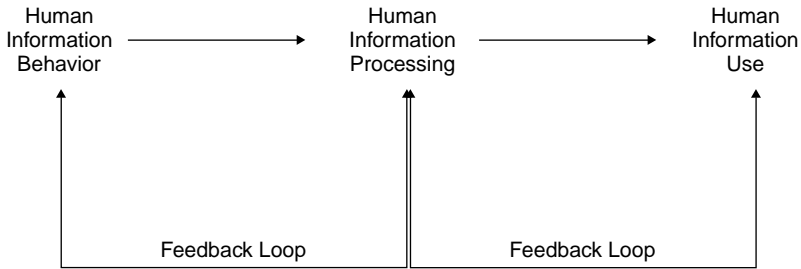 Human
Information
Behavior
Human
Information
Processing
Human
Information
Use
Feedback Loop
Feedback Loop